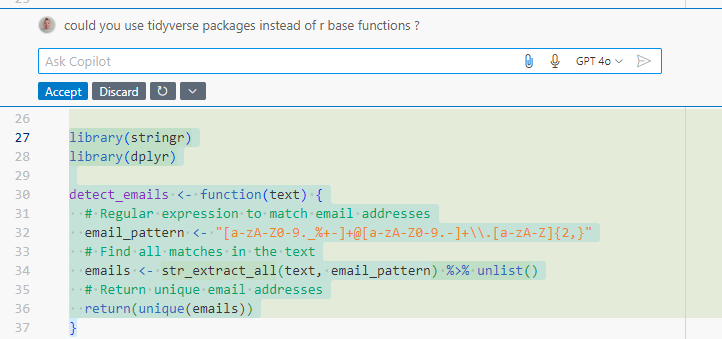 25
could you use tidyverse packages instead of r base functions ?
Ask Copilot
GPT 4o
Accept Discard
26
27 library(stringr)
28 library(dplyr)
29
30 detect_emails <- function(text) {
31 # Regular expression to match email addresses
32 email_pattern <- "[a-zA-Z0-9._%+-]+@[a-zA-Z0-9.-]+\\.[a-zA-Z]{2,}"
33 # Find all matches in the text
34 emails <- str_extract_all(text, email_pattern) %>% unlist()
35 # Return unique email addresses
36 return(unique(emails))
37 }